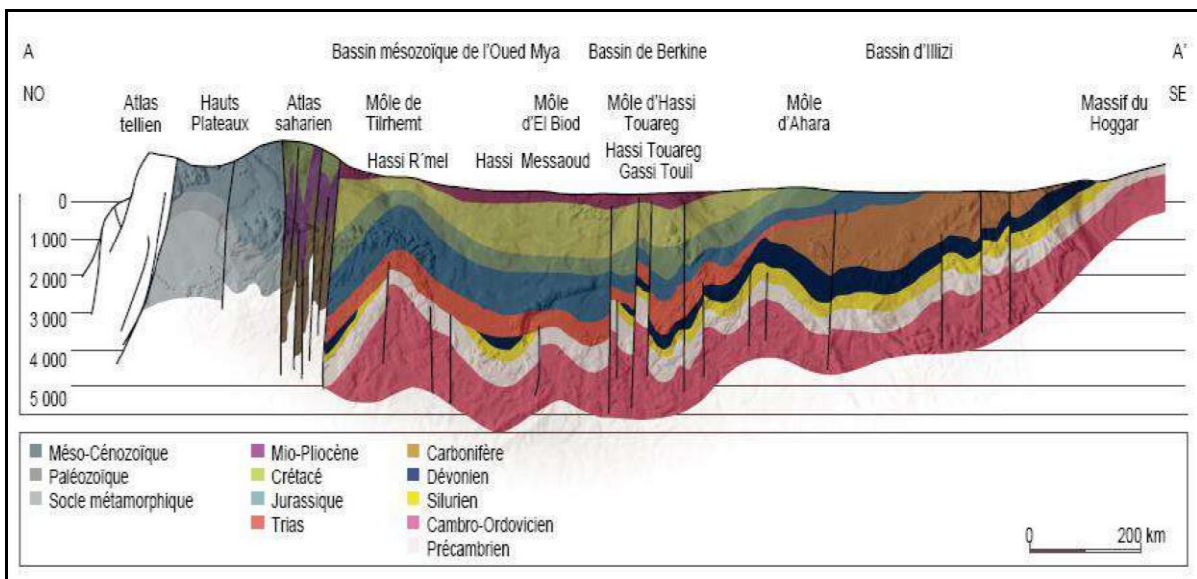 A
Bassin mésozoïque de l'Oued Mya
Bassin de Berkine
Bassin d'Illizi
A'
NO
SE
Atlas
tellien
Hauts
Plateaux
Atlas
saharien
Môle de
Tilrhemt
Môle
d'El Biod
Môle d'Hassi
Touareg
Môle
d'Ahara
Massif du
Hoggar
Hassi R´mel
Hassi Messaoud
Hassi Touareg
Gassi Touil
0
1 000
2 000
3 000
4 000
5 000
Méso-Cénozoïque
Paléozoïque
Socle métamorphique
Mio-Pliocène
Crétacé
Jurassique
Trias
Carbonifère
Dévonien
Silurien
Cambro-Ordovicien
Précambrien
0 200 km